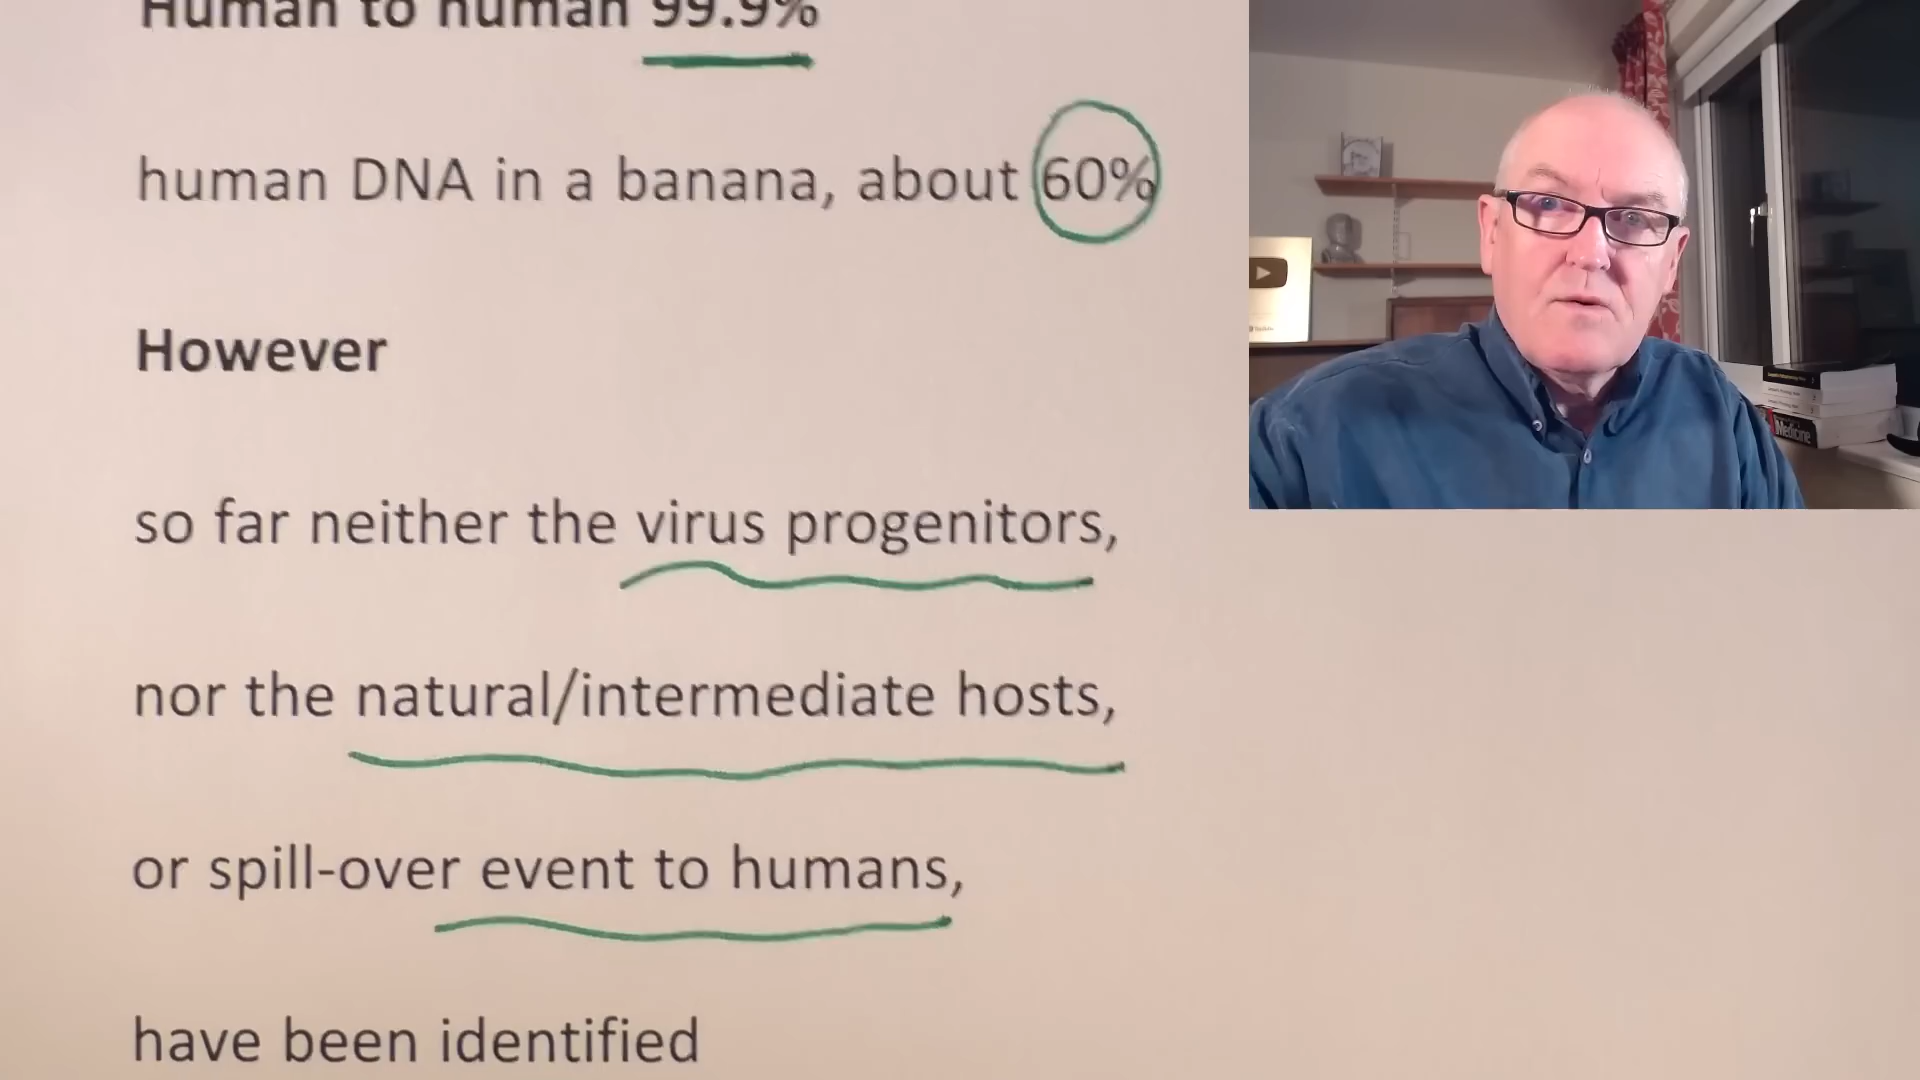 Human to human 99.9%
human DNA in a banana, about 60%
However
so far neither the virus progenitors,
nor the natural/intermediate hosts,
or spill-over event to humans,
have been identified
Medicine